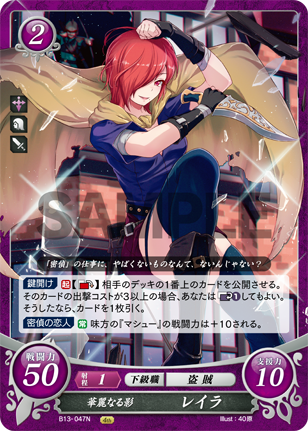 2
SAMPLE
「密偵」の仕事に、やばくないものなんて、ないんじゃない？
鍵開け 起【】相手のデッキの1番上のカードを公開させる。
そのカードの出撃コストが3以上の場合、あなたは1してもよい。
そうしたなら、カードを1枚引く。
密偵の恋人 常 味方の『マシュー』の戦闘力は＋10される。
戦闘力 50
射程 1 下級職 盗賊
支援力 10
華麗なる影 レイラ
B13-047N Illust：40原